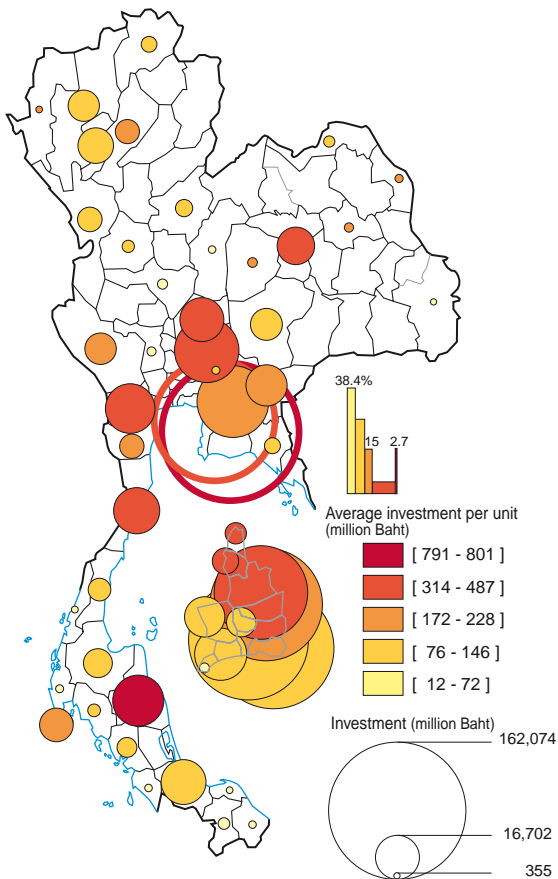 38.4%
15
2.7
Average investment per unit
(million Baht)
[ 791 - 801 ]
[ 314 - 487 ]
[ 172 - 228 ]
[ 76 - 146 ]
[ 12 - 72 ]
Investment (million Baht)
162,074
16,702
355